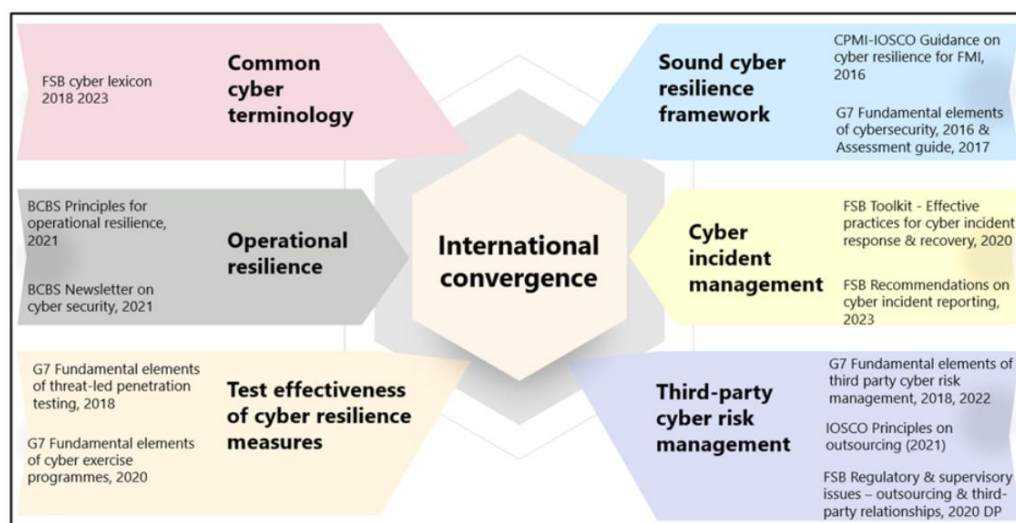 FSB cyber lexicon
2018 2023
Common
cyber
terminology
Sound cyber
resilience
framework
CPMI-IOSCO Guidance on
cyber resilience for FMI,
2016
G7 Fundamental elements
of cybersecurity, 2016 &
Assessment guide, 2017
BCBS Principles for
operational resilience,
2021
BCBS Newsletter on
cyber security, 2021
Operational
resilience
International
convergence
Cyber
incident
management
FSB Toolkit - Effective
practices for cyber incident
response & recovery, 2020
FSB Recommendations on
cyber incident reporting,
2023
G7 Fundamental elements
of threat-led penetration
testing, 2018
G7 Fundamental elements
of cyber exercise
programmes, 2020
Test effectiveness
of cyber resilience
measures
Third-party
cyber risk
management
G7 Fundamental elements of
third party cyber risk
management, 2018, 2022
IOSCO Principles on
outsourcing (2021)
FSB Regulatory & supervisory
issues – outsourcing & third-
party relationships, 2020 DP